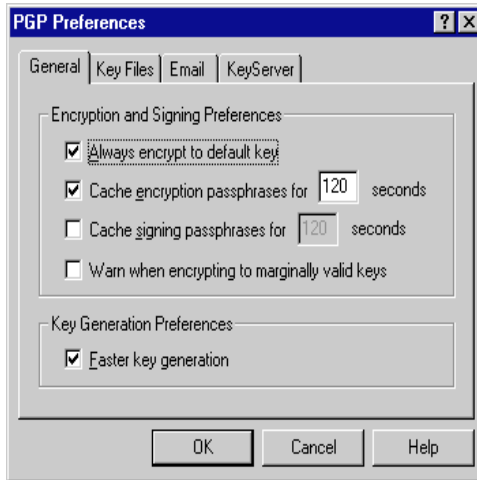 PGP Preferences
General Key Files Email KeyServer
Encryption and Signing Preferences
Always encrypt to default key
Cache encryption passphrases for 120 seconds
Cache signing passphrases for 120 seconds
Warn when encrypting to marginally valid keys
Key Generation Preferences
Faster key generation
OK Cancel Help